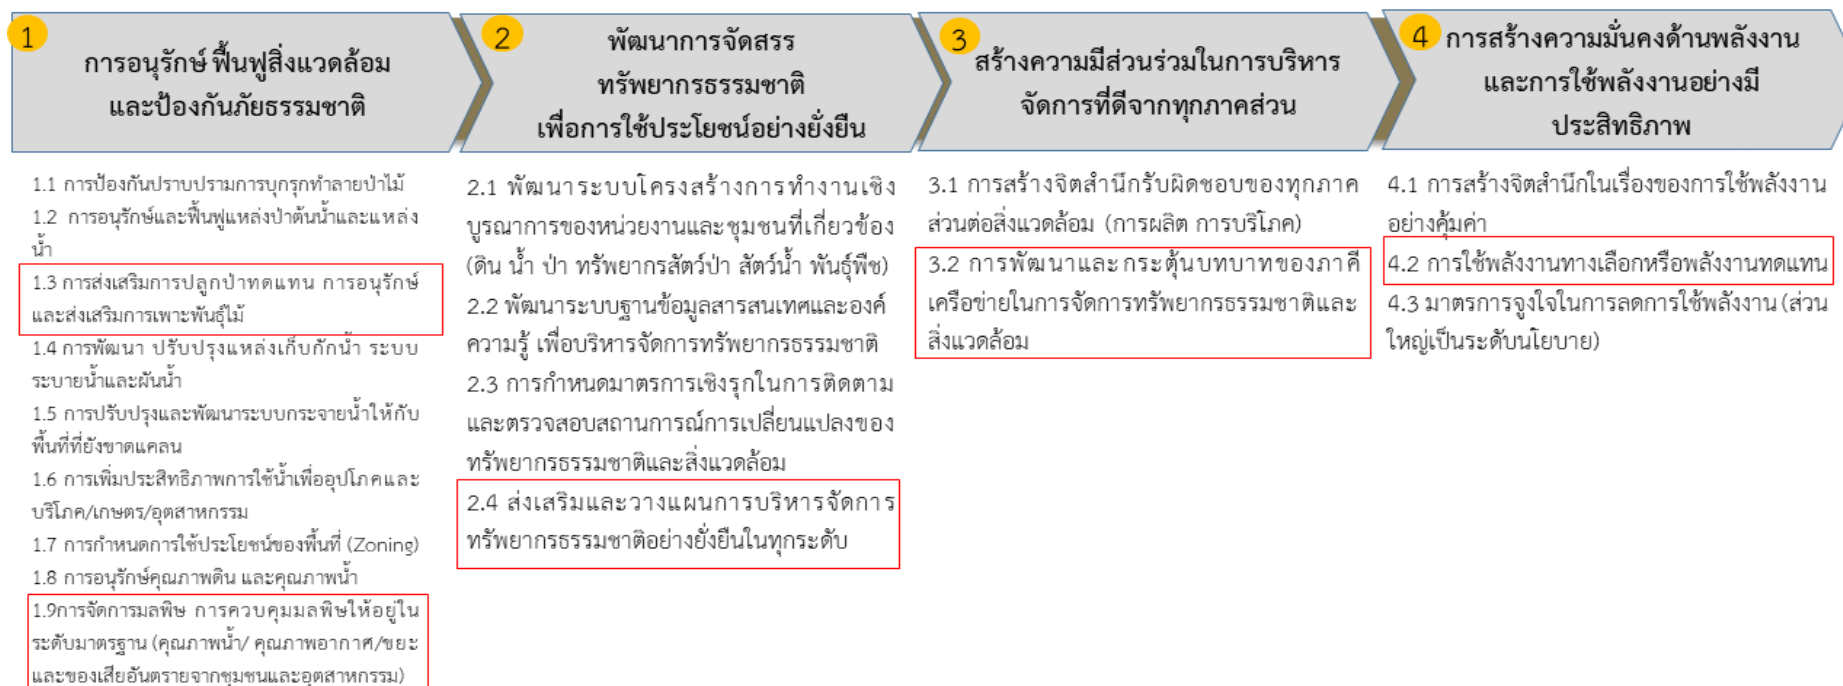 1
การอนุรักษ์ ฟื้นฟูสิ่งแวดล้อม
และป้องกันภัยธรรมชาติ
1.1 การป้องกันปราบปรามการบุกรุกทำลายป่าไม้
1.2 การอนุรักษ์และฟื้นฟูแหล่งป่าต้นน้ำและแหล่ง
น้ำ
1.3 การส่งเสริมการปลูกป่าทดแทน การอนุรักษ์
และส่งเสริมการเพาะพันธุ์ไม้
1.4 การพัฒนา ปรับปรุงแหล่งเก็บกักน้ำ ระบบ
ระบายน้ำและผันน้ำ
1.5 การปรับปรุงและพัฒนาระบบกระจายน้ำให้กับ
พื้นที่ที่ยังขาดแคลน
1.6 การเพิ่มประสิทธิภาพการใช้น้ำเพื่ออุปโภคและ
บริโภค/เกษตร/อุตสาหกรรม
1.7 การกำหนดการใช้ประโยชน์ของพื้นที่ (Zoning)
1.8 การอนุรักษ์คุณภาพดิน และคุณภาพน้ำ
1.9การจัดการมลพิษ การควบคุมมลพิษให้อยู่ใน
ระดับมาตรฐาน (คุณภาพน้ำ/ คุณภาพอากาศ/ขยะ
และของเสียอันตรายจากชุมชนและอุตสาหกรรม)
2
พัฒนาการจัดสรร
ทรัพยากรธรรมชาติ
เพื่อการใช้ประโยชน์อย่างยั่งยืน
2.1 พัฒนาระบบโครงสร้างการทำงานเชิง
บูรณาการของหน่วยงานและชุมชนที่เกี่ยวข้อง
(ดิน น้ำ ป่า ทรัพยากรสัตว์ป่า สัตว์น้ำ พันธุ์พืช)
2.2 พัฒนาระบบฐานข้อมูลสารสนเทศและองค์
ความรู้ เพื่อบริหารจัดการทรัพยากรธรรมชาติ
2.3 การกำหนดมาตรการเชิงรุกในการติดตาม
และตรวจสอบสถานการณ์การเปลี่ยนแปลงของ
ทรัพยากรธรรมชาติและสิ่งแวดล้อม
2.4 ส่งเสริมและวางแผนการบริหารจัดการ
ทรัพยากรธรรมชาติอย่างยั่งยืนในทุกระดับ
3
สร้างความมีส่วนร่วมในการบริหาร
จัดการที่ดีจากทุกภาคส่วน
3.1 การสร้างจิตสำนึกรับผิดชอบของทุกภาค
ส่วนต่อสิ่งแวดล้อม (การผลิต การบริโภค)
3.2 การพัฒนาและกระตุ้นบทบาทของภาคี
เครือข่ายในการจัดการทรัพยากรธรรมชาติและ
สิ่งแวดล้อม
4
การสร้างความมั่นคงด้านพลังงาน
และการใช้พลังงานอย่างมี
ประสิทธิภาพ
4.1 การสร้างจิตสำนึกในเรื่องของการใช้พลังงาน
อย่างคุ้มค่า
4.2 การใช้พลังงานทางเลือกหรือพลังงานทดแทน
4.3 มาตรการจูงใจในการลดการใช้พลังงาน (ส่วน
ใหญ่เป็นระดับนโยบาย)